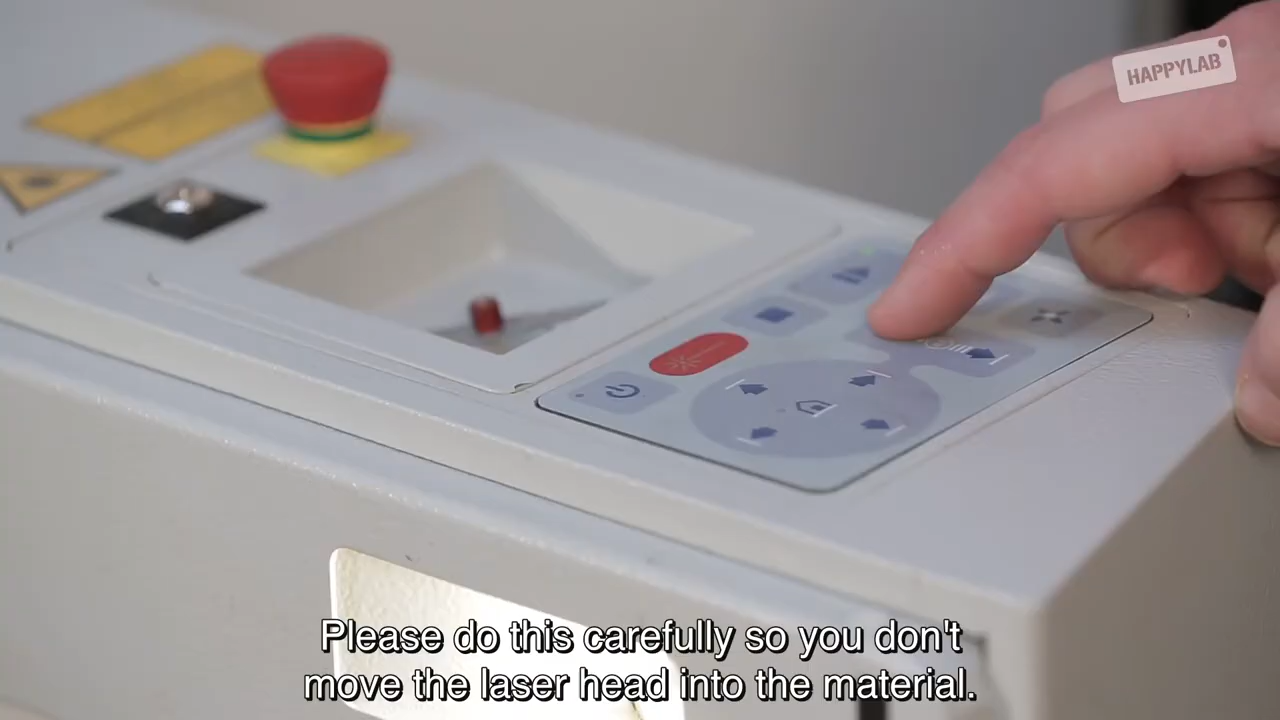 HAPPYLAB
Please do this carefully so you don't
move the laser head into the material.